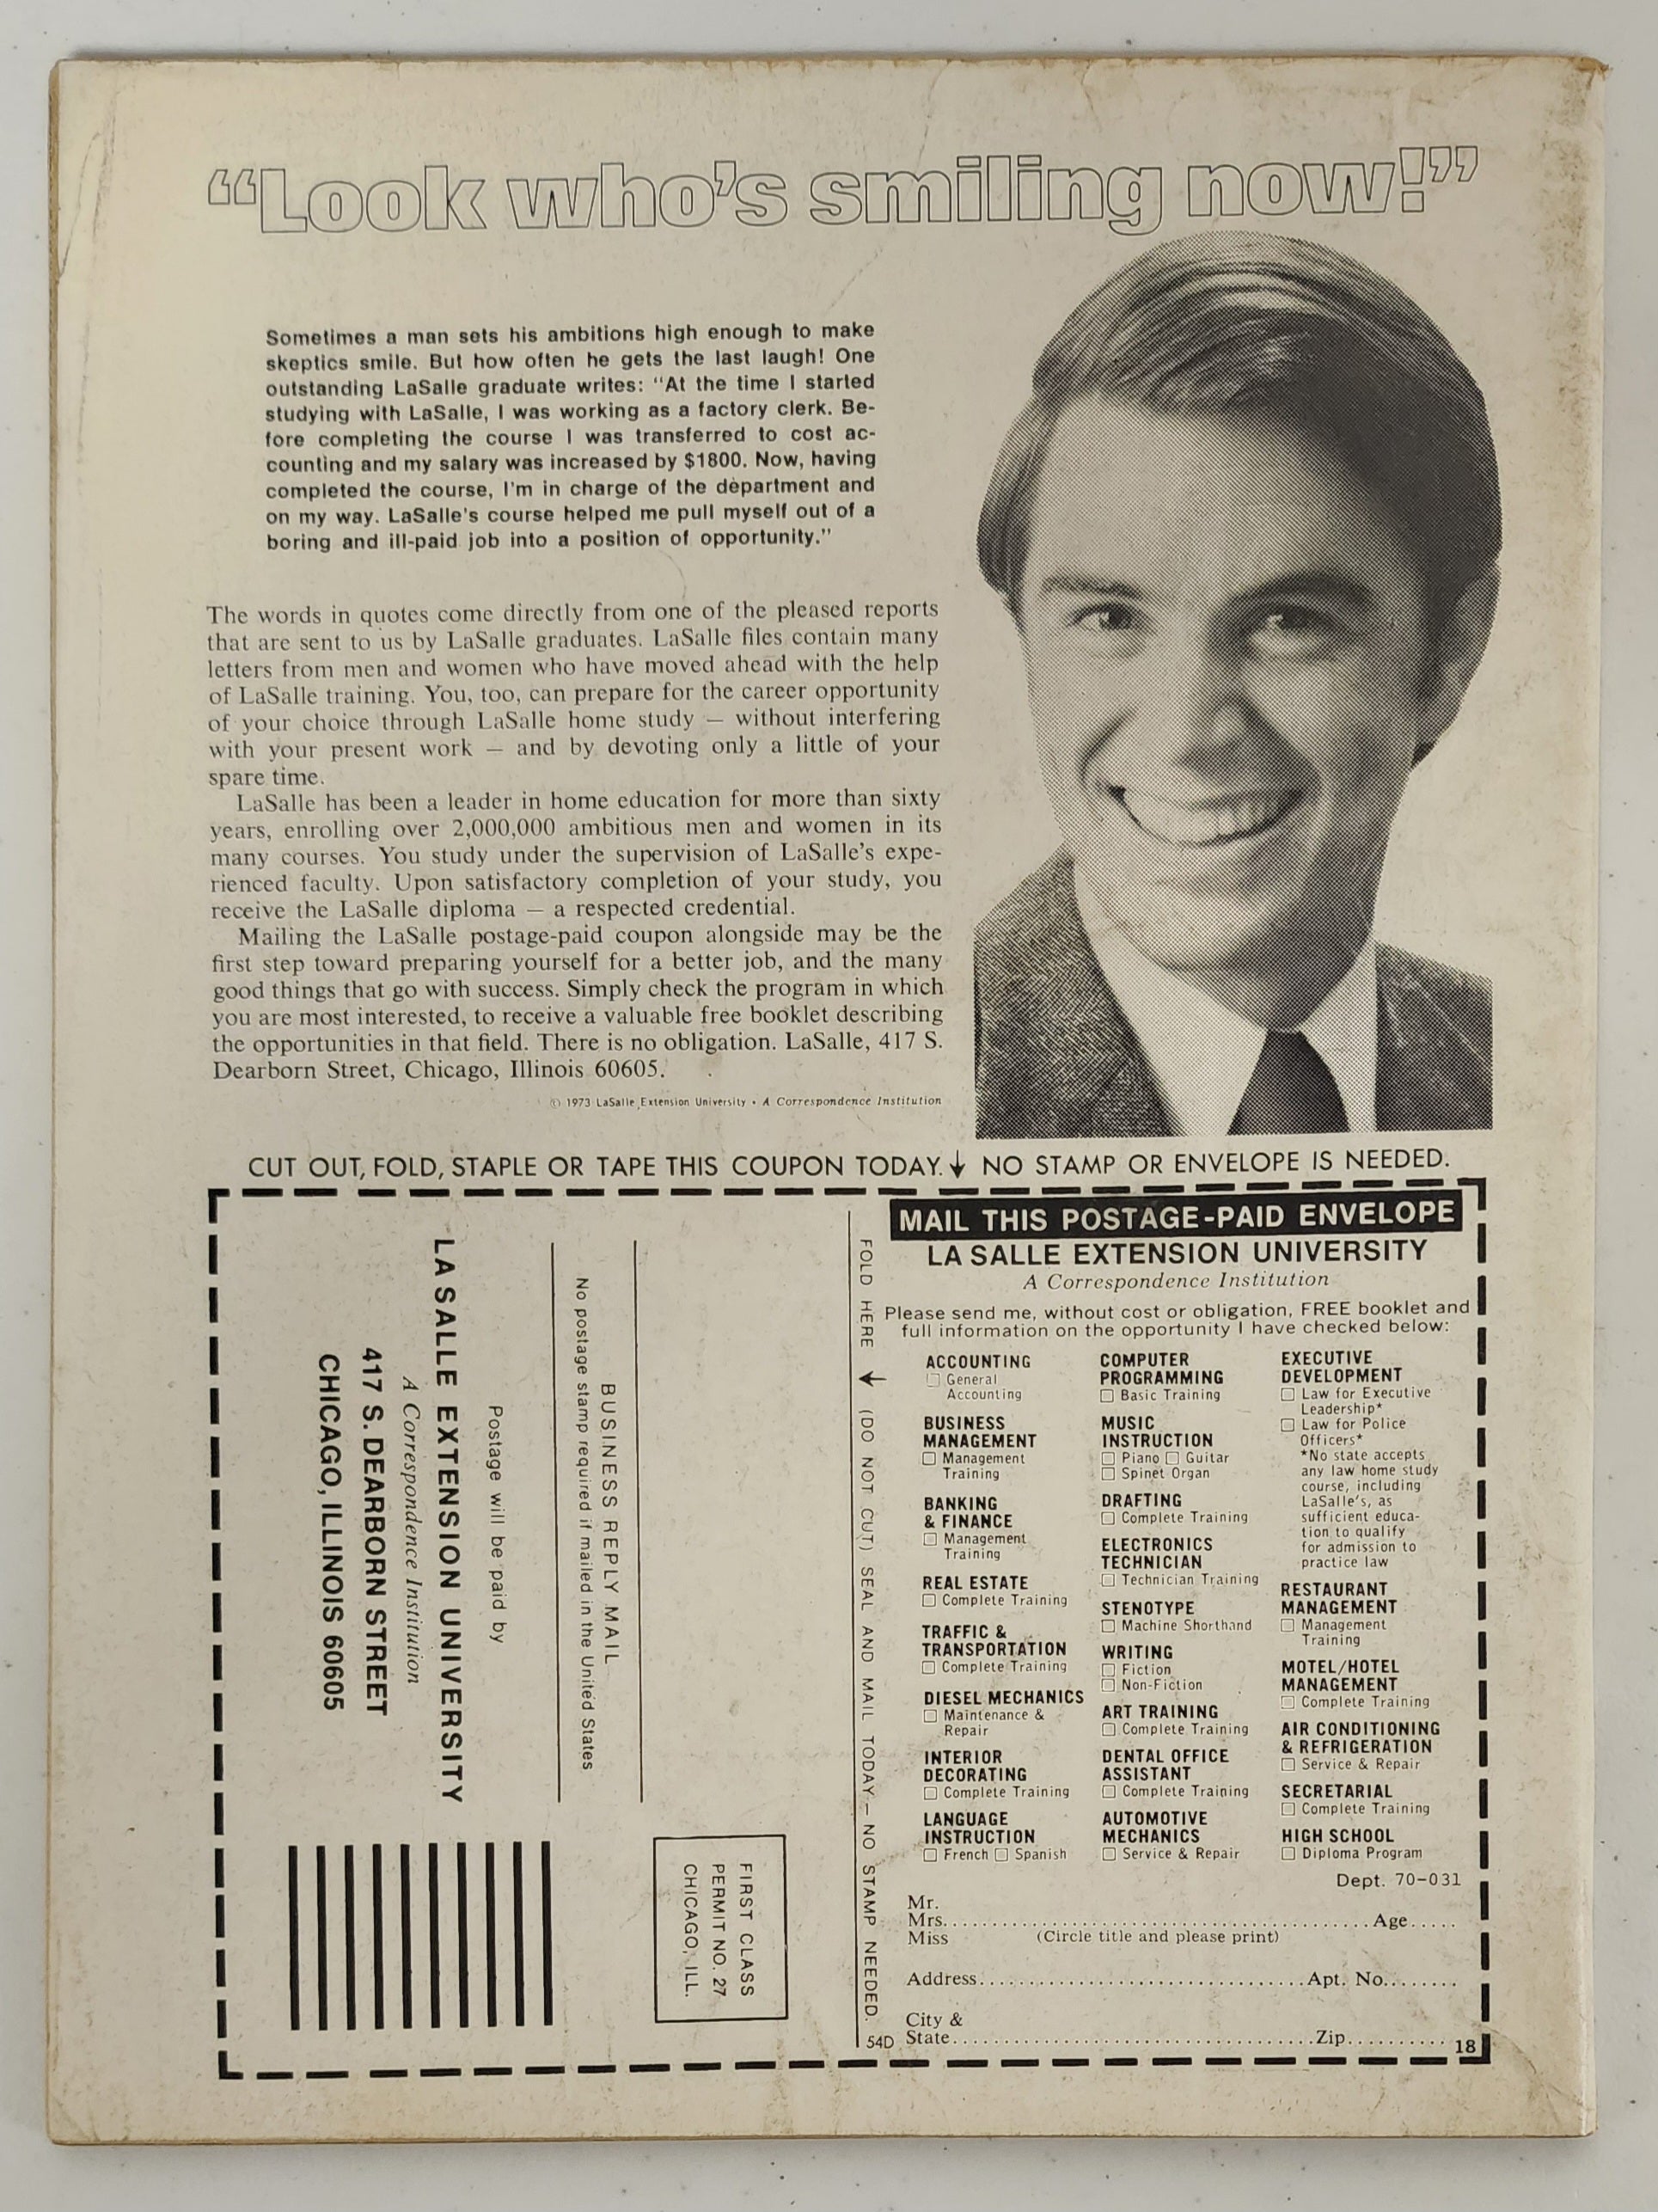 “Look who’s smiling now!”
Sometimes a man sets his ambitions high enough to make
skeptics smile. But how often he gets the last laugh! One
outstanding LaSalle graduate writes: “At the time I started
studying with LaSalle, I was working as a factory clerk. Be-
fore completing the course I was transferred to cost ac-
counting and my salary was increased by $1800. Now, having
completed the course, I'm in charge of the department and
on my way. LaSalle's course helped me pull myself out of a
boring and ill-paid job into a position of opportunity.”
The words in quotes come directly from one of the pleased reports
that are sent to us by LaSalle graduates. LaSalle files contain many
letters from men and women who have moved ahead with the help
of LaSalle training. You, too, can prepare for the career opportunity
of your choice through LaSalle home study — without interfering
with your present work — and by devoting only a little of your
spare time.
LaSalle has been a leader in home education for more than sixty
years, enrolling over 2,000,000 ambitious men and women in its
many courses. You study under the supervision of LaSalle's expe-
rienced faculty. Upon satisfactory completion of your study, you
receive the LaSalle diploma — a respected credential.
Mailing the LaSalle postage-paid coupon alongside may be the
first step toward preparing yourself for a better job, and the many
good things that go with success. Simply check the program in which
you are most interested, to receive a valuable free booklet describing
the opportunities in that field. There is no obligation. LaSalle, 417 S.
Dearborn Street, Chicago, Illinois 60605.
© 1973 LaSalle Extension University • A Correspondence Institution
CUT OUT, FOLD, STAPLE OR TAPE THIS COUPON TODAY. ↓ NO STAMP OR ENVELOPE IS NEEDED.
FIRST CLASS
PERMIT NO. 27
CHICAGO, ILL.
BUSINESS REPLY MAIL
No postage stamp required if mailed in the United States
Postage will be paid by
LA SALLE EXTENSION UNIVERSITY
A Correspondence Institution
417 S. DEARBORN STREET
CHICAGO, ILLINOIS 60605
FOLD HERE ↓ (DO NOT CUT) SEAL AND MAIL TODAY — NO STAMP NEEDED.
54D
MAIL THIS POSTAGE-PAID ENVELOPE
LA SALLE EXTENSION UNIVERSITY
A Correspondence Institution
Please send me, without cost or obligation, FREE booklet and
full information on the opportunity I have checked below:
ACCOUNTING
☐ General
Accounting
BUSINESS
MANAGEMENT
☐ Management
Training
BANKING
& FINANCE
☐ Management
Training
REAL ESTATE
☐ Complete Training
TRAFFIC &
TRANSPORTATION
☐ Complete Training
DIESEL MECHANICS
☐ Maintenance &
Repair
INTERIOR
DECORATING
☐ Complete Training
LANGUAGE
INSTRUCTION
☐ French ☐ Spanish
COMPUTER
PROGRAMMING
☐ Basic Training
MUSIC
INSTRUCTION
☐ Piano ☐ Guitar
☐ Spinet Organ
DRAFTING
☐ Complete Training
ELECTRONICS
TECHNICIAN
☐ Technician Training
STENOTYPE
☐ Machine Shorthand
WRITING
☐ Fiction
☐ Non-Fiction
ART TRAINING
☐ Complete Training
DENTAL OFFICE
ASSISTANT
☐ Complete Training
AUTOMOTIVE
MECHANICS
☐ Service & Repair
EXECUTIVE
DEVELOPMENT
☐ Law for Executive
Leadership*
☐ Law for Police
Officers*
*No state accepts
any law home study
course, including
LaSalle's, as
sufficient educa-
tion to qualify
for admission to
practice law
RESTAURANT
MANAGEMENT
☐ Management
Training
MOTEL/HOTEL
MANAGEMENT
☐ Complete Training
AIR CONDITIONING
& REFRIGERATION
☐ Service & Repair
SECRETARIAL
☐ Complete Training
HIGH SCHOOL
☐ Diploma Program
Dept. 70-031
Mr.
Mrs. Age
Miss (Circle title and please print)
Address Apt. No.
City &
State Zip
18